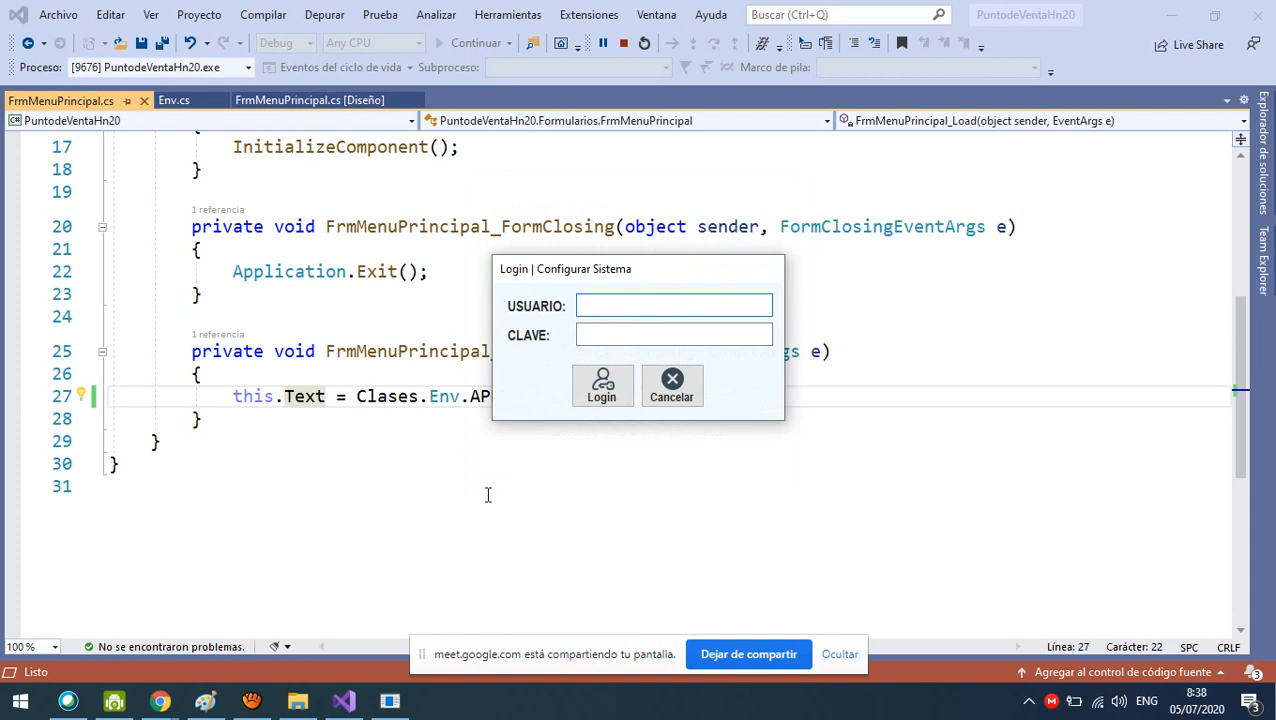 Archivo Editar Ver Proyecto Compilar Depurar Prueba Analizar Herramientas Extensiones Ventana Ayuda Buscar (Ctrl+Q) PuntodeVentaHn20
Debug Any CPU Continuar Live Share
Proceso: [9676] PuntodeVentaHn20.exe Eventos del ciclo de vida Subproceso: Marco de pila:
FrmMenuPrincipal.cs Env.cs FrmMenuPrincipal.cs [Diseño]
PuntodeVentaHn20 PuntodeVentaHn20.Formularios.FrmMenuPrincipal FrmMenuPrincipal_Load(object sender, EventArgs e)
Explorador de soluciones
Team Explorer
17 InitializeComponent();
18 }
19
1 referencia
20 private void FrmMenuPrincipal_FormClosing(object sender, FormClosingEventArgs e)
21 {
22 Application.Exit();
23 }
24
1 referencia
25 private void FrmMenuPrincipal_ e)
26 {
27 this.Text = Clases.Env.AP
28 }
29 }
30 }
31
Login | Configurar Sistema
USUARIO:
CLAVE:
Login Cancelar
100 % No se encontraron problemas. Línea: 27 Carácter: 22 SPC CRLF
meet.google.com está compartiendo tu pantalla. Dejar de compartir Ocultar
Listo Agregar al control de código fuente 3
ENG 8:38
05/07/2020 3